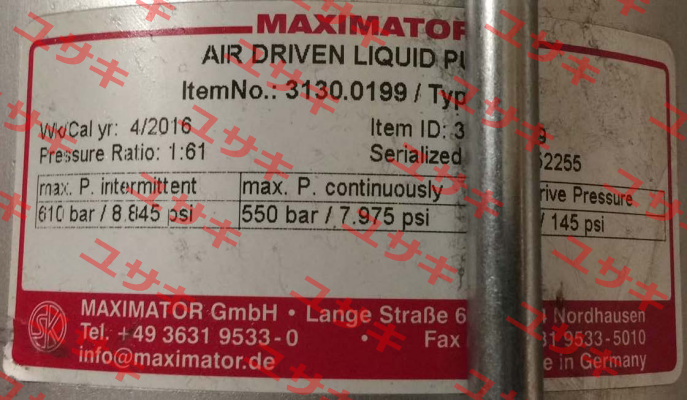 MAXIMATOR
AIR DRIVEN LIQUID
ItemNo.: 3130.0199 / Typ
Wk/Cal yr: 4/2016
Item ID: 3 9
Pressure Ratio: 1:61
Serialized 52255
max. P. intermittent max. P. continuously rive Pressure
610 bar / 8.845 psi 550 bar / 7.975 psi / 145 psi
MAXIMATOR GmbH • Lange Straße 6 Nordhausen
Tel. +49 3631 9533-0 • Fax 31 9533-5010
info@maximator.de e in Germany
SK
ユサキ